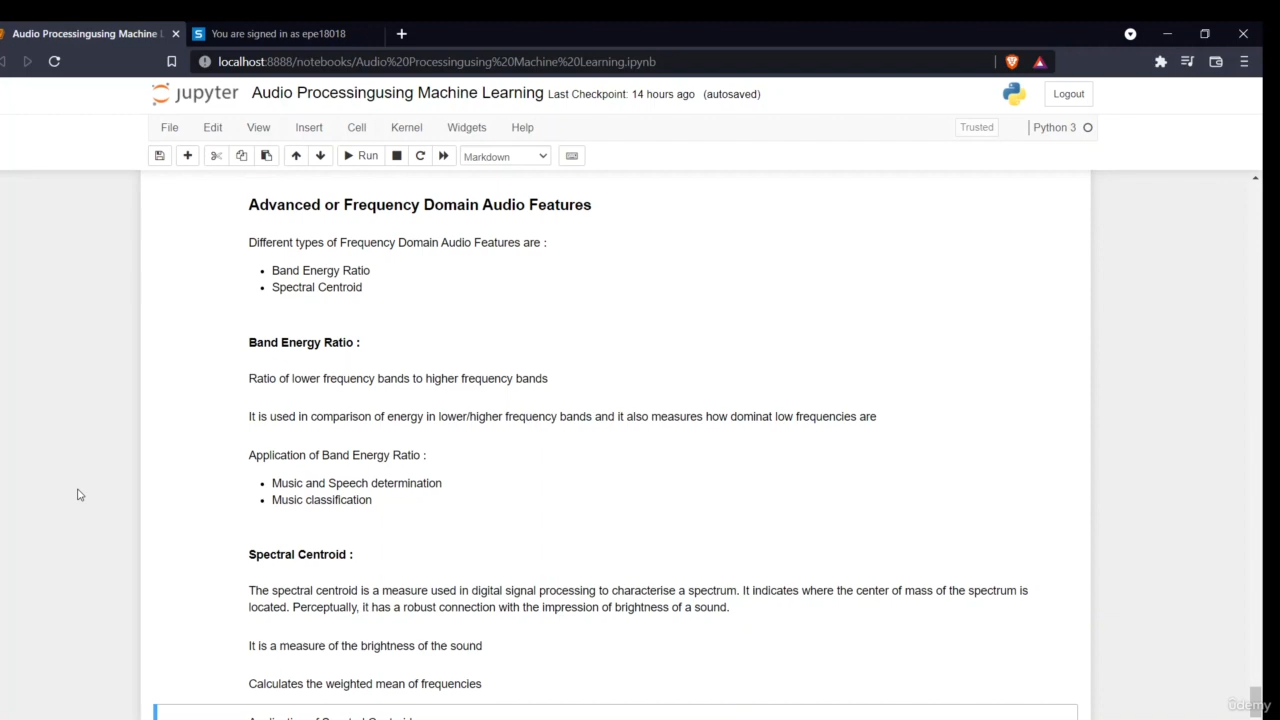 Audio Processingusing Machine L
You are signed in as epe18018
localhost:8888/notebooks/Audio%20Processingusing%20Machine%20Learning.ipynb
jupyter Audio Processingusing Machine Learning Last Checkpoint: 14 hours ago (autosaved)
Logout
File Edit View Insert Cell Kernel Widgets Help
Trusted
Python 3
Run
Markdown
Advanced or Frequency Domain Audio Features
Different types of Frequency Domain Audio Features are :
• Band Energy Ratio
• Spectral Centroid
Band Energy Ratio :
Ratio of lower frequency bands to higher frequency bands
It is used in comparison of energy in lower/higher frequency bands and it also measures how dominat low frequencies are
Application of Band Energy Ratio :
• Music and Speech determination
• Music classification
Spectral Centroid :
The spectral centroid is a measure used in digital signal processing to characterise a spectrum. It indicates where the center of mass of the spectrum is
located. Perceptually, it has a robust connection with the impression of brightness of a sound.
It is a measure of the brightness of the sound
Calculates the weighted mean of frequencies